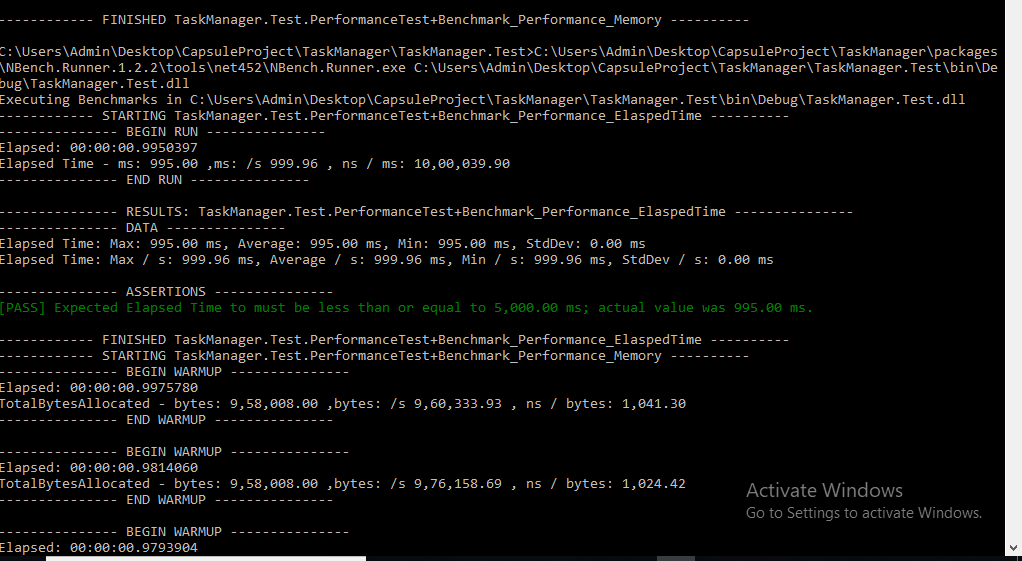 ------------ FINISHED TaskManager.Test.PerformanceTest+Benchmark_Performance_Memory ----------
C:\Users\Admin\Desktop\CapsuleProject\TaskManager\TaskManager.Test>C:\Users\Admin\Desktop\CapsuleProject\TaskManager\packages
\NBench.Runner.1.2.2\tools\net452\NBench.Runner.exe C:\Users\Admin\Desktop\CapsuleProject\TaskManager\TaskManager.Test\bin\De
bug\TaskManager.Test.dll
Executing Benchmarks in C:\Users\Admin\Desktop\CapsuleProject\TaskManager\TaskManager.Test\bin\Debug\TaskManager.Test.dll
------------ STARTING TaskManager.Test.PerformanceTest+Benchmark_Performance_ElaspedTime ----------
--------------- BEGIN RUN ---------------
Elapsed: 00:00:00.9950397
Elapsed Time - ms: 995.00 ,ms: /s 999.96 , ns / ms: 10,00,039.90
--------------- END RUN ---------------
--------------- RESULTS: TaskManager.Test.PerformanceTest+Benchmark_Performance_ElaspedTime ---------------
--------------- DATA ---------------
Elapsed Time: Max: 995.00 ms, Average: 995.00 ms, Min: 995.00 ms, StdDev: 0.00 ms
Elapsed Time: Max / s: 999.96 ms, Average / s: 999.96 ms, Min / s: 999.96 ms, StdDev / s: 0.00 ms
--------------- ASSERTIONS ---------------
[PASS] Expected Elapsed Time to must be less than or equal to 5,000.00 ms; actual value was 995.00 ms.
------------ FINISHED TaskManager.Test.PerformanceTest+Benchmark_Performance_ElaspedTime ----------
------------ STARTING TaskManager.Test.PerformanceTest+Benchmark_Performance_Memory ----------
--------------- BEGIN WARMUP ---------------
Elapsed: 00:00:00.9975780
TotalBytesAllocated - bytes: 9,58,008.00 ,bytes: /s 9,60,333.93 , ns / bytes: 1,041.30
--------------- END WARMUP ---------------
--------------- BEGIN WARMUP ---------------
Elapsed: 00:00:00.9814060
TotalBytesAllocated - bytes: 9,58,008.00 ,bytes: /s 9,76,158.69 , ns / bytes: 1,024.42
--------------- END WARMUP ---------------
Activate Windows
Go to Settings to activate Windows.
--------------- BEGIN WARMUP ---------------
Elapsed: 00:00:00.9793904